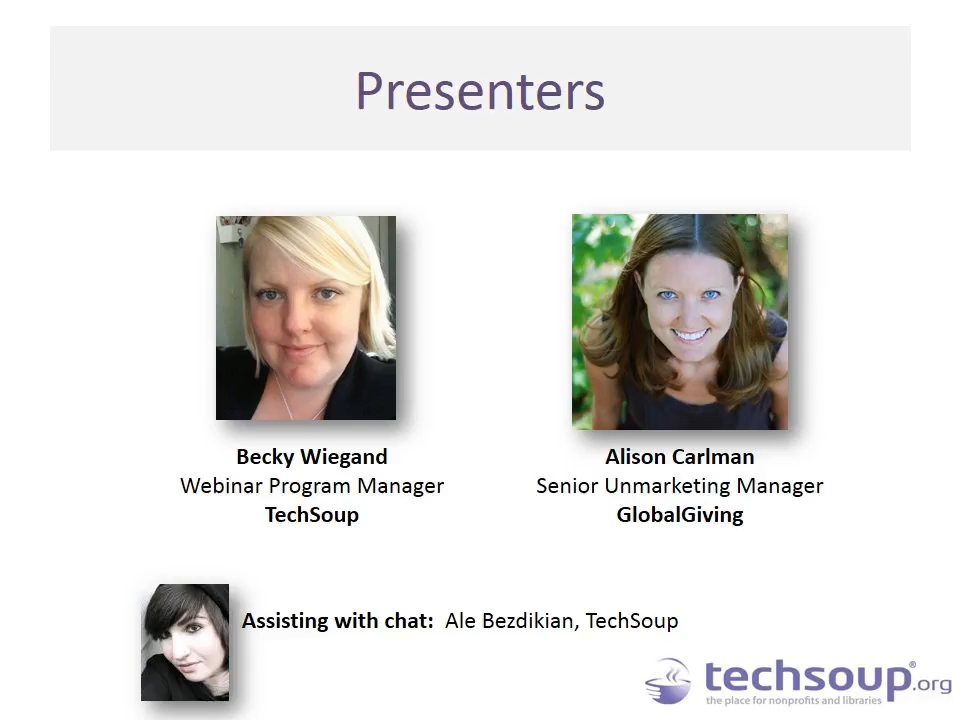 Presenters
Becky Wiegand
Webinar Program Manager
TechSoup
Alison Carlman
Senior Unmarketing Manager
GlobalGiving
Assisting with chat: Ale Bezdikian, TechSoup
techsoup®.org
the place for nonprofits and libraries